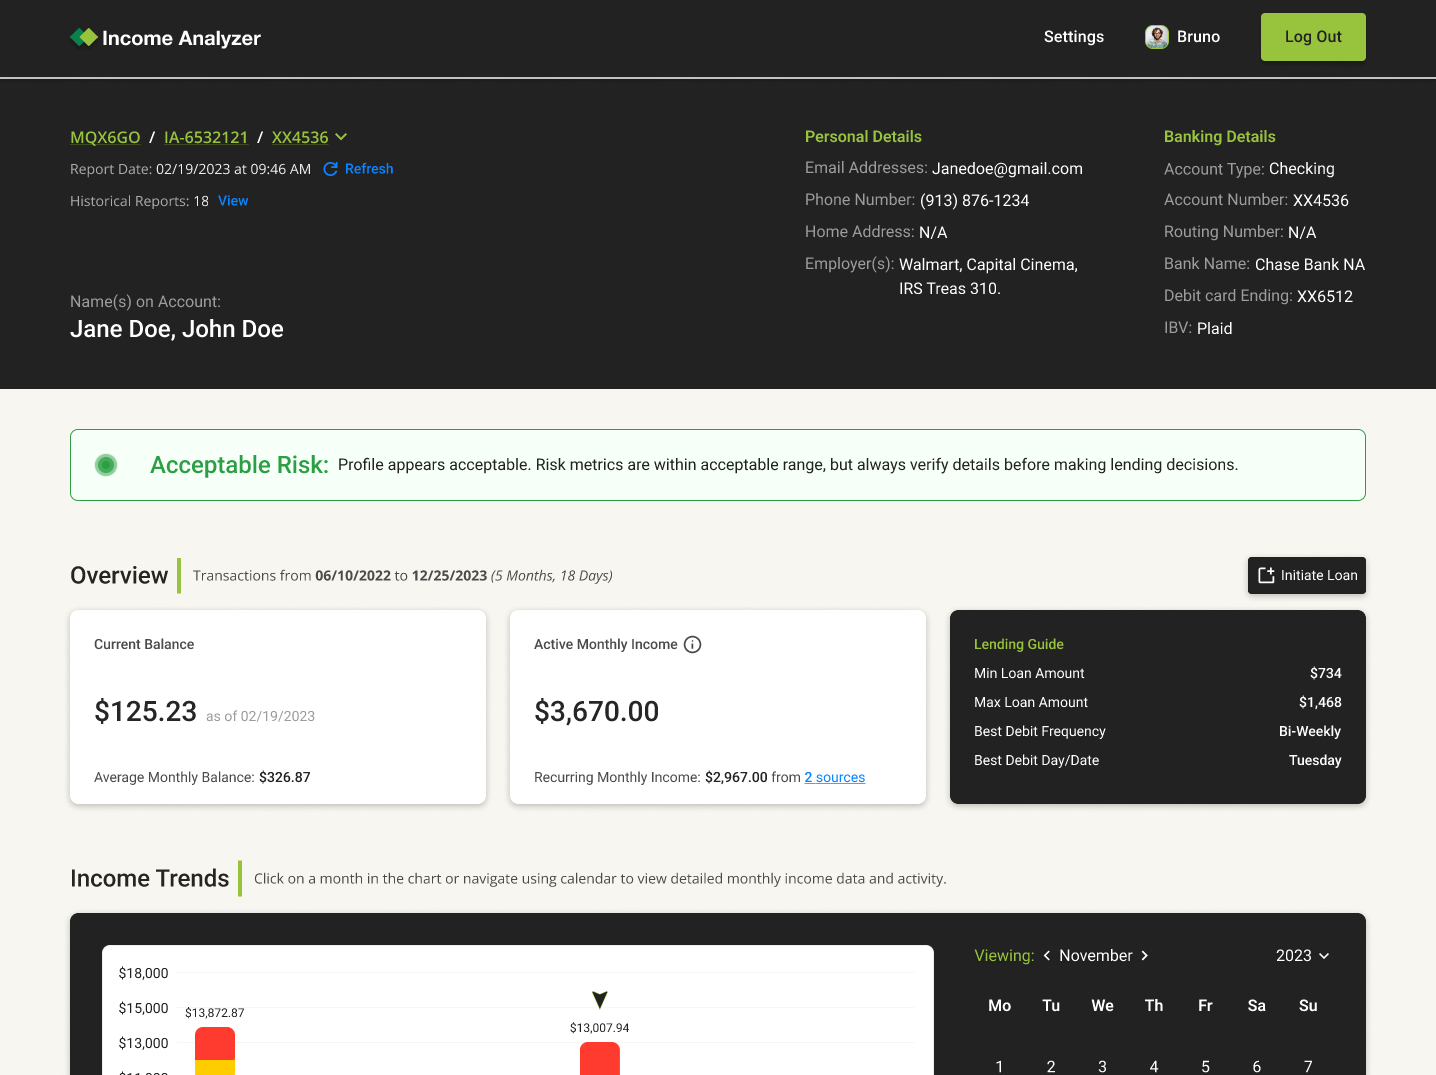 Income Analyzer
Settings
Bruno
Log Out
MQX6GO / IA-6532121 / XX4536
Report Date: 02/19/2023 at 09:46 AM Refresh
Historical Reports: 18 View
Name(s) on Account:
Jane Doe, John Doe
Personal Details
Email Addresses: Janedoe@gmail.com
Phone Number: (913) 876-1234
Home Address: N/A
Employer(s): Walmart, Capital Cinema,
IRS Treas 310.
Banking Details
Account Type: Checking
Account Number: XX4536
Routing Number: N/A
Bank Name: Chase Bank NA
Debit card Ending: XX6512
IBV: Plaid
Acceptable Risk: Profile appears acceptable. Risk metrics are within acceptable range, but always verify details before making lending decisions.
Overview
Transactions from 06/10/2022 to 12/25/2023 (5 Months, 18 Days)
Initiate Loan
Current Balance
$125.23 as of 02/19/2023
Average Monthly Balance: $326.87
Active Monthly Income
$3,670.00
Recurring Monthly Income: $2,967.00 from 2 sources
Lending Guide
Min Loan Amount $734
Max Loan Amount $1,468
Best Debit Frequency Bi-Weekly
Best Debit Day/Date Tuesday
Income Trends
Click on a month in the chart or navigate using calendar to view detailed monthly income data and activity.
$18,000
$15,000
$13,000
$13,872.87
$13,007.94
Viewing: November 2023
Mo Tu We Th Fr Sa Su
1 2 3 4 5 6 7